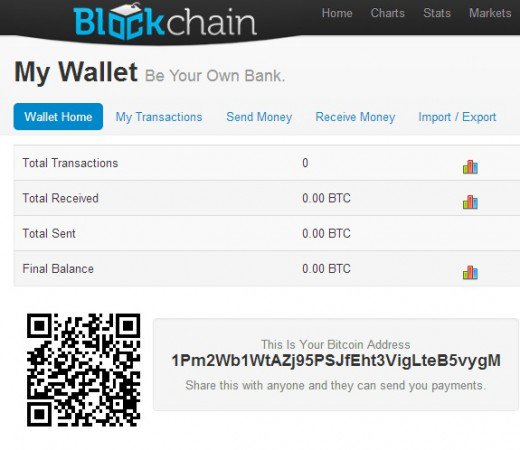 Blockchain
Home Charts Stats Markets
My Wallet Be Your Own Bank.
Wallet Home My Transactions Send Money Receive Money Import / Export
Total Transactions 0
Total Received 0.00 BTC
Total Sent 0.00 BTC
Final Balance 0.00 BTC
This Is Your Bitcoin Address
1Pm2Wb1WtAZj95PSJfEht3VigLteB5vygM
Share this with anyone and they can send you payments.